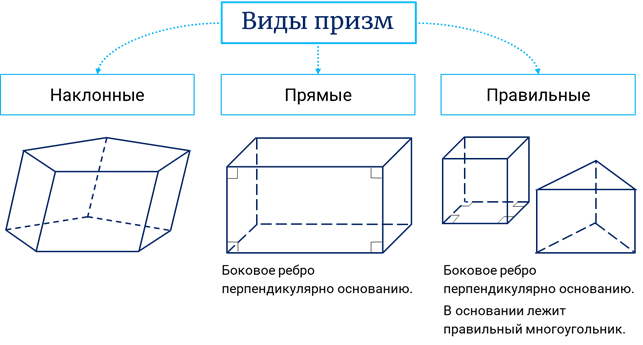 Виды призм
Наклонные
Прямые
Правильные
Боковое ребро
перпендикулярно основанию.
Боковое ребро
перпендикулярно основанию.
В основании лежит
правильный многоугольник.